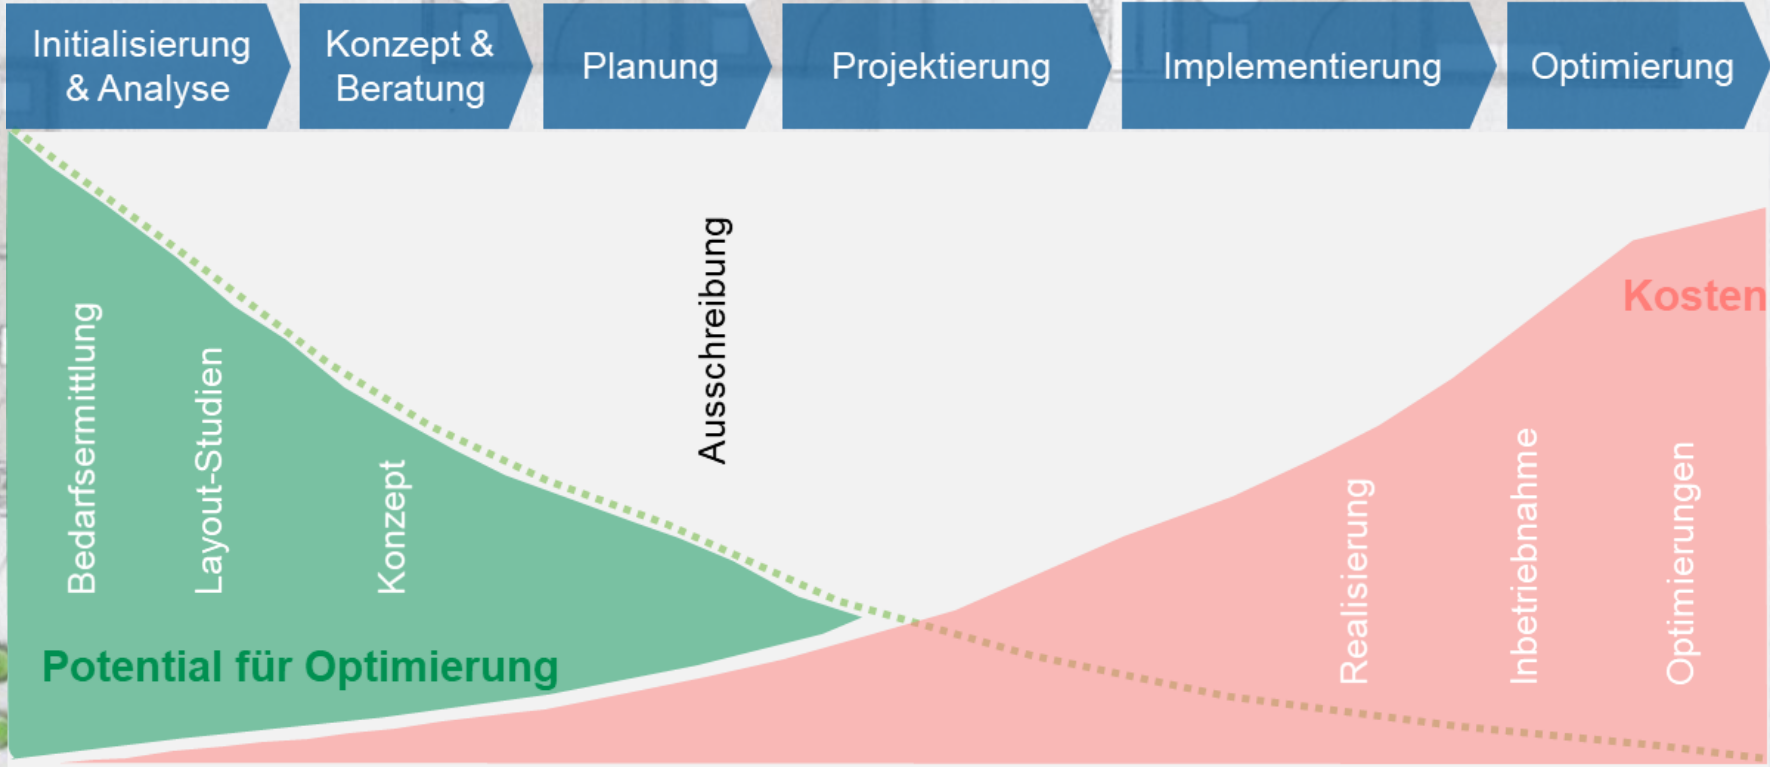 Initialisierung
& Analyse
Konzept &
Beratung
Planung
Projektierung
Implementierung
Optimierung
Bedarfsermittlung
Layout-Studien
Konzept
Ausschreibung
Realisierung
Inbetriebnahme
Optimierungen
Kosten
Potential für Optimierung